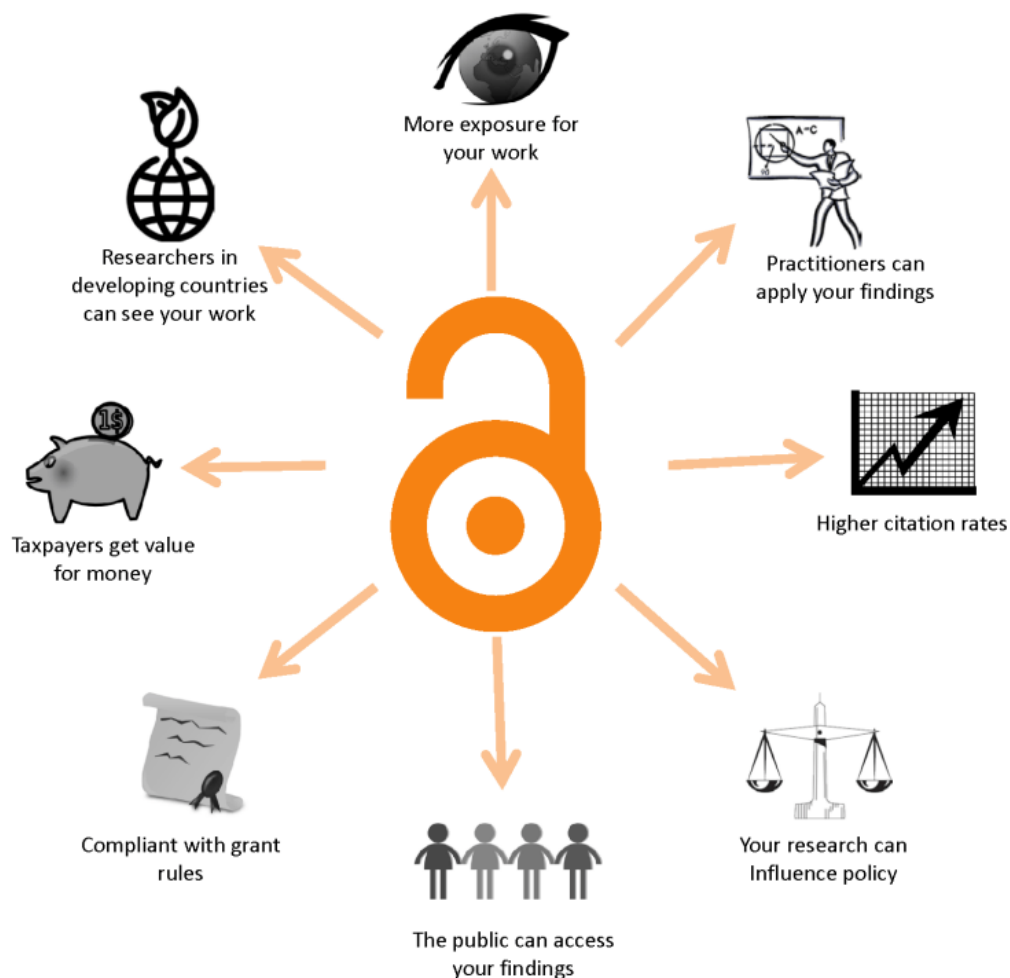 More exposure for
your work
A-C
Practitioners can
apply your findings
Researchers in
developing countries
can see your work
1$
Higher citation rates
Taxpayers get value
for money
Compliant with grant
rules
Your research can
Influence policy
The public can access
your findings